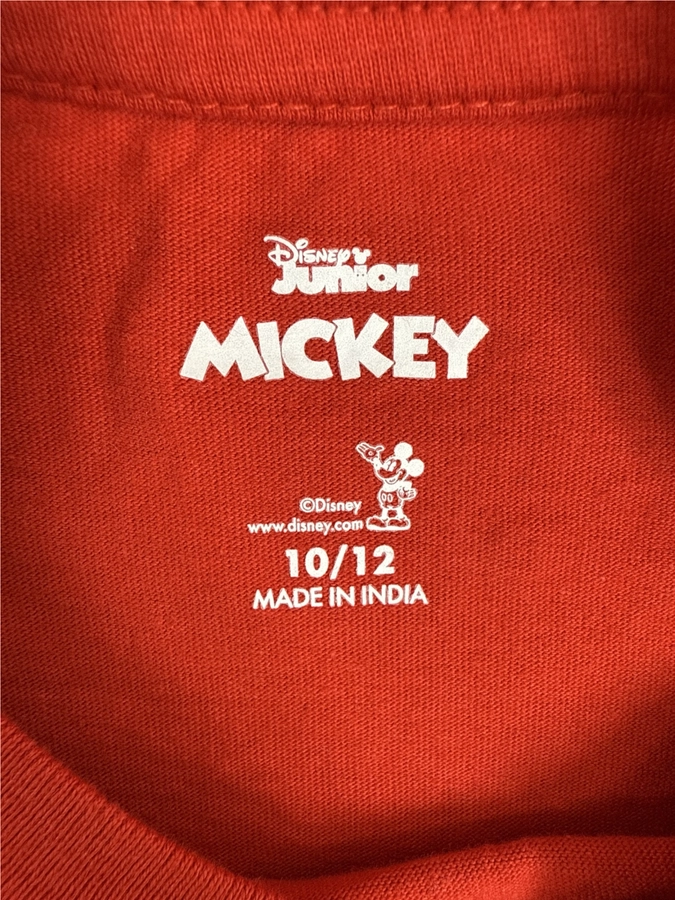 Disney
Junior
MICKEY
©Disney
www.disney.com
10/12
MADE IN INDIA